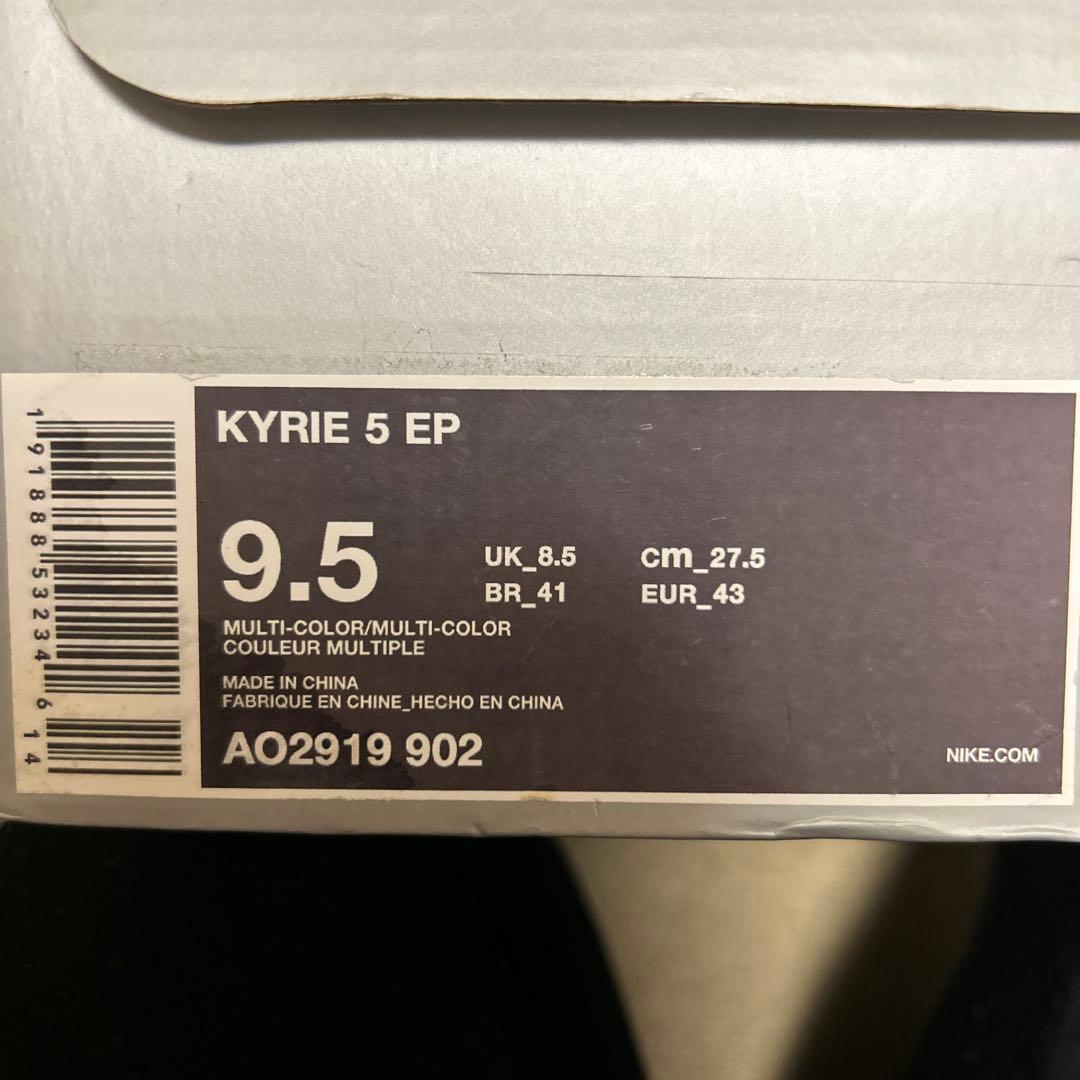 KYRIE 5 EP
9.5
UK_8.5 cm_27.5
BR_41 EUR_43
MULTI-COLOR/MULTI-COLOR
COULEUR MULTIPLE
MADE IN CHINA
FABRIQUE EN CHINE_HECHO EN CHINA
AO2919 902
NIKE.COM
1 91888 53234 6 14